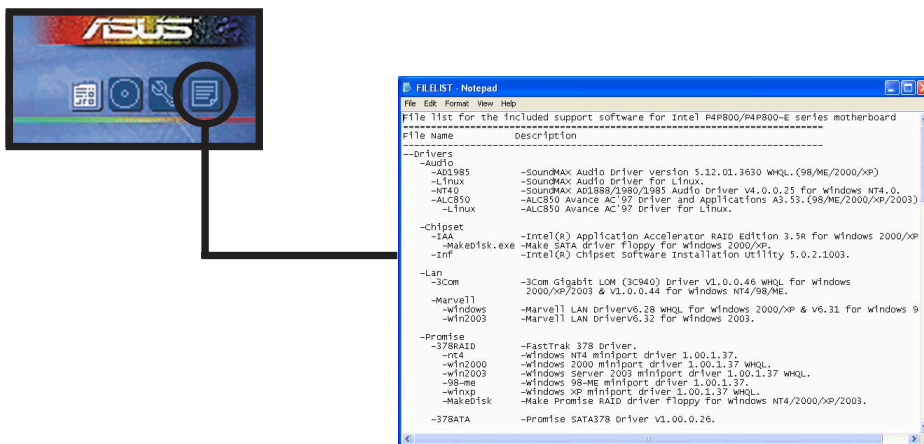 ASUS
FILELIST - Notepad
File Edit Format View Help
File list for the included support software for Intel P4P800/P4P800-E series motherboard
================================================================================
File Name Description
--------------------------------------------------------------------------------
--Drivers
-Audio
-AD1985 -SoundMAX Audio Driver version 5.12.01.3630 WHQL.(98/ME/2000/XP)
-Linux -SoundMAX Audio Driver for Linux.
-NT40 -SoundMAX AD1888/1980/1985 Audio Driver V4.0.0.25 for Windows NT4.0.
-ALC850 -ALC850 Avance AC'97 Driver and Applications A3.53.(98/ME/2000/XP/2003)
-Linux -ALC850 Avance AC'97 Driver for Linux.
-Chipset
-IAA -Intel(R) Application Accelerator RAID Edition 3.5R for Windows 2000/XP
-MakeDisk.exe -Make SATA driver floppy for Windows 2000/XP.
-Inf -Intel(R) Chipset Software Installation Utility 5.0.2.1003.
-Lan
-3Com -3Com Gigabit LOM (3C940) Driver V1.0.0.46 WHQL for Windows
2000/XP/2003 & V1.0.0.44 for Windows NT4/98/ME.
-Marvell
-Windows -Marvell LAN DriverV6.28 WHQL for Windows 2000/XP & V6.31 for Windows 9
-Win2003 -Marvell LAN DriverV6.32 for Windows 2003.
-Promise
-378RAID -FastTrak 378 Driver.
-nt4 -Windows NT4 miniport driver 1.00.1.37.
-win2000 -Windows 2000 miniport driver 1.00.1.37 WHQL.
-win2003 -Windows Server 2003 miniport driver 1.00.1.37 WHQL.
-98-me -Windows 98-ME miniport driver 1.00.1.37.
-winxp -Windows XP miniport driver 1.00.1.37 WHQL.
-MakeDisk -Make Promise RAID driver floppy for Windows NT4/2000/XP/2003.
-378ATA -Promise SATA378 Driver V1.00.0.26.